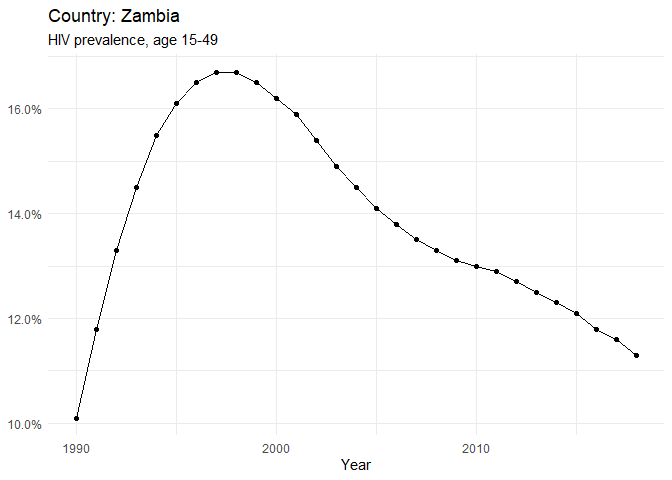 Country: Zambia
HIV prevalence, age 15-49
16.0%
14.0%
12.0%
10.0%
1990 2000 2010
Year